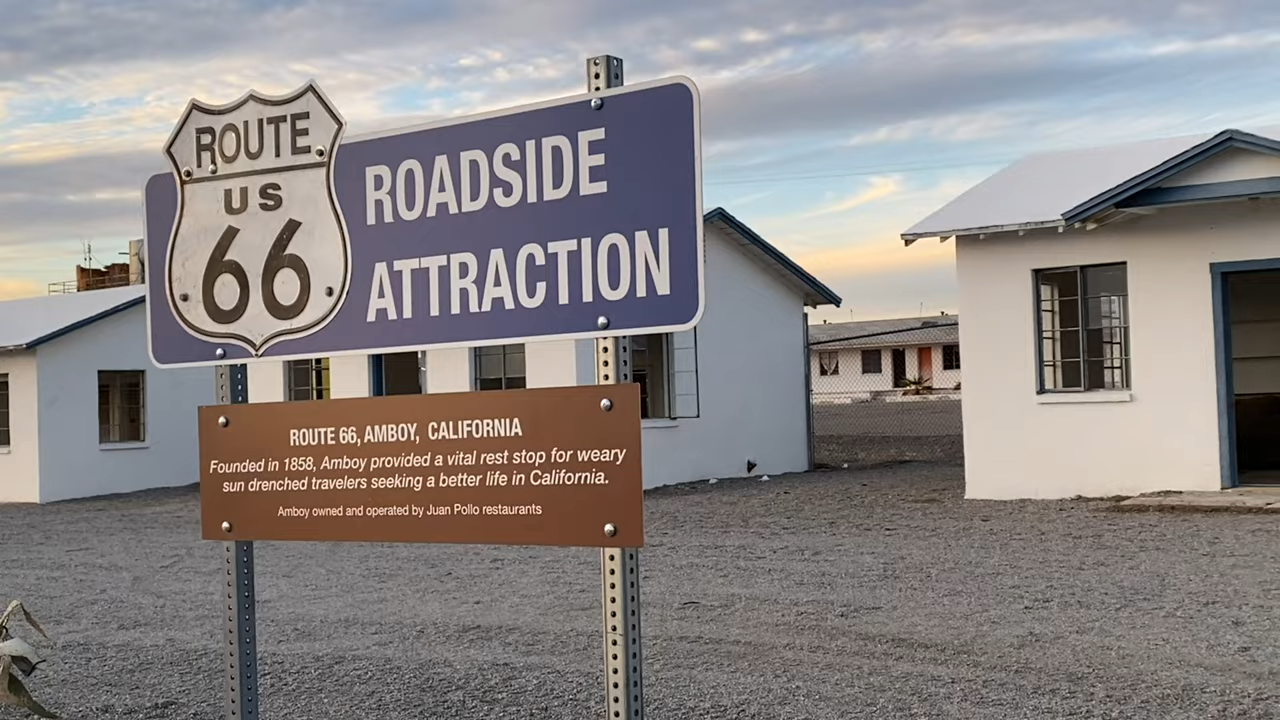 ROUTE
US
66
ROADSIDE
ATTRACTION
ROUTE 66, AMBOY, CALIFORNIA
Founded in 1858, Amboy provided a vital rest stop for weary
sun drenched travelers seeking a better life in California.
Amboy owned and operated by Juan Pollo restaurants